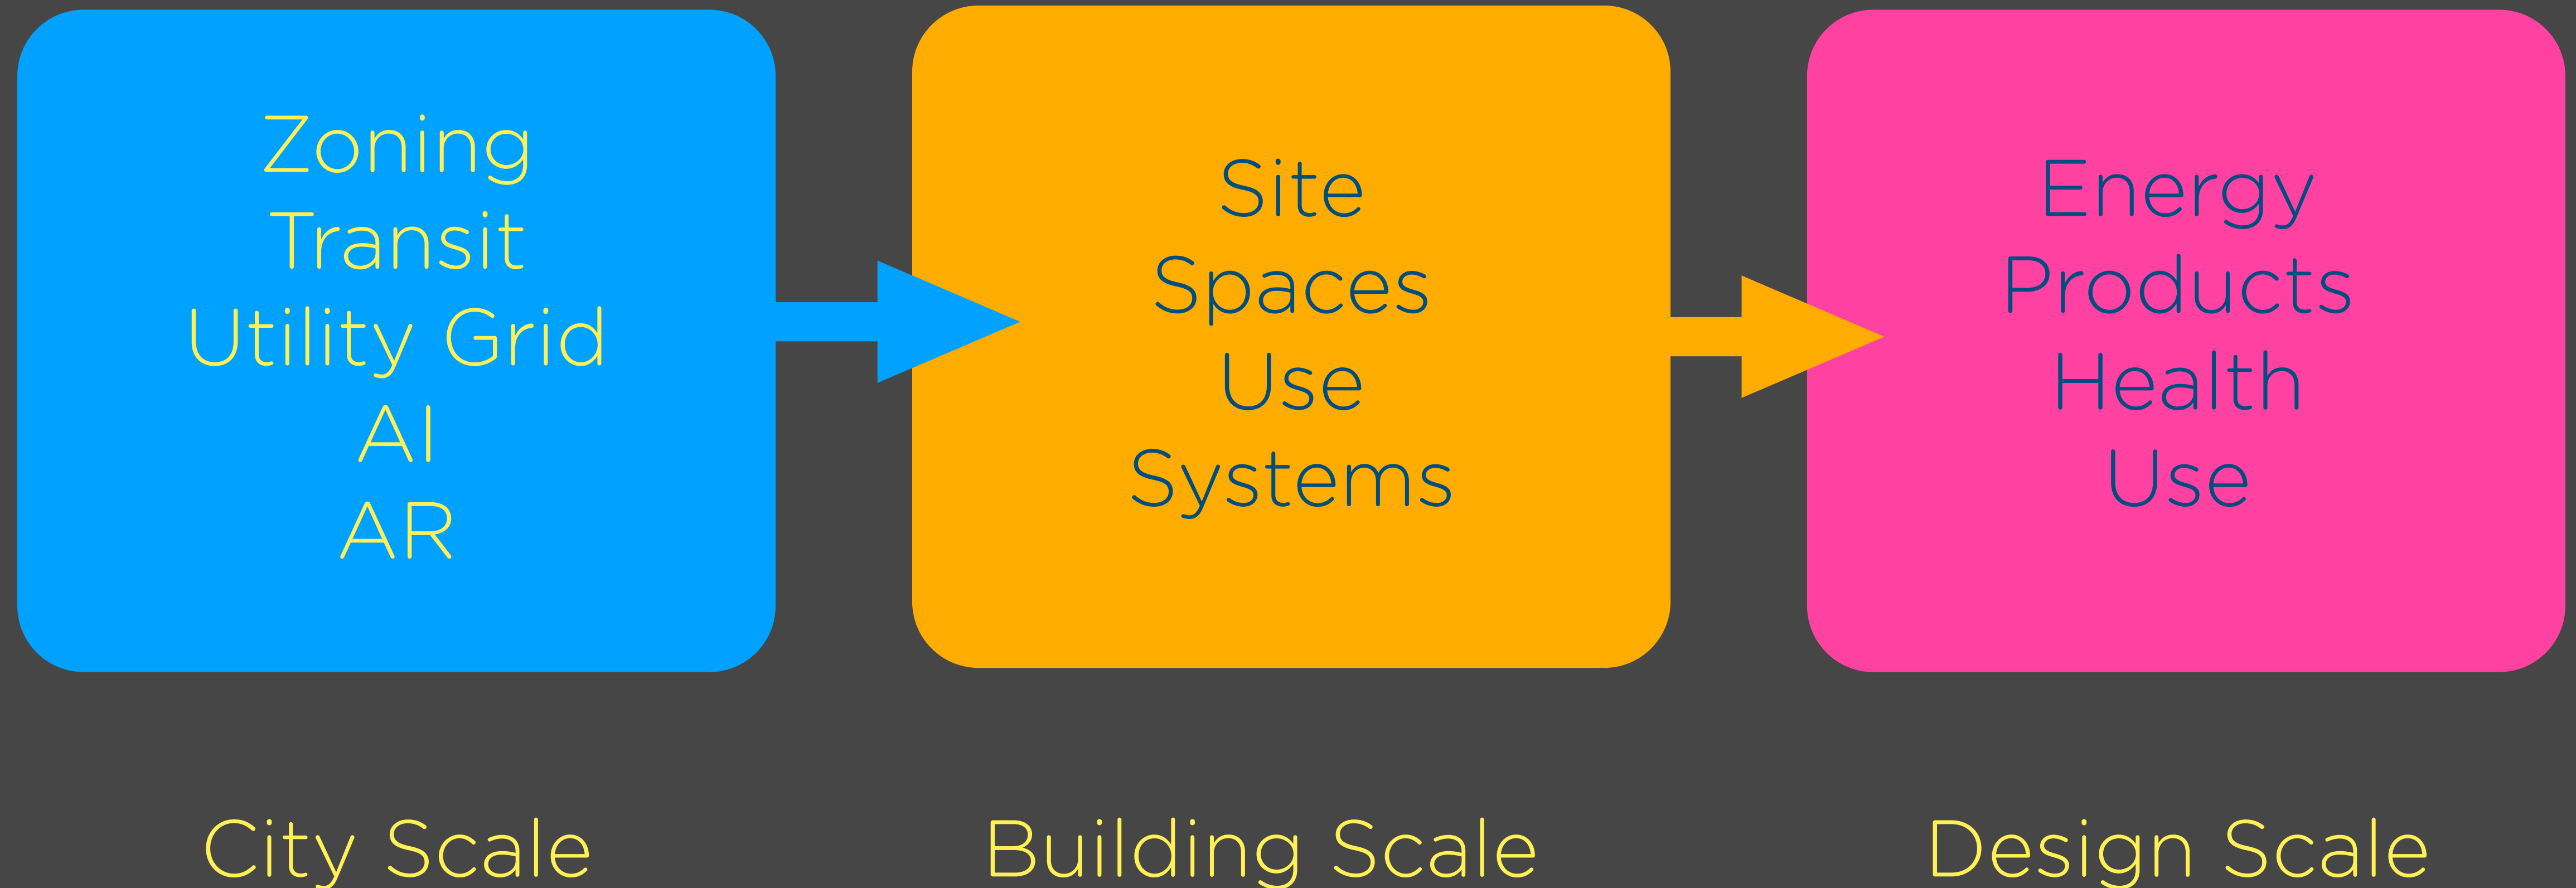 Zoning
Transit
Utility Grid
AI
AR
City Scale
Site
Spaces
Use
Systems
Building Scale
Energy
Products
Health
Use
Design Scale